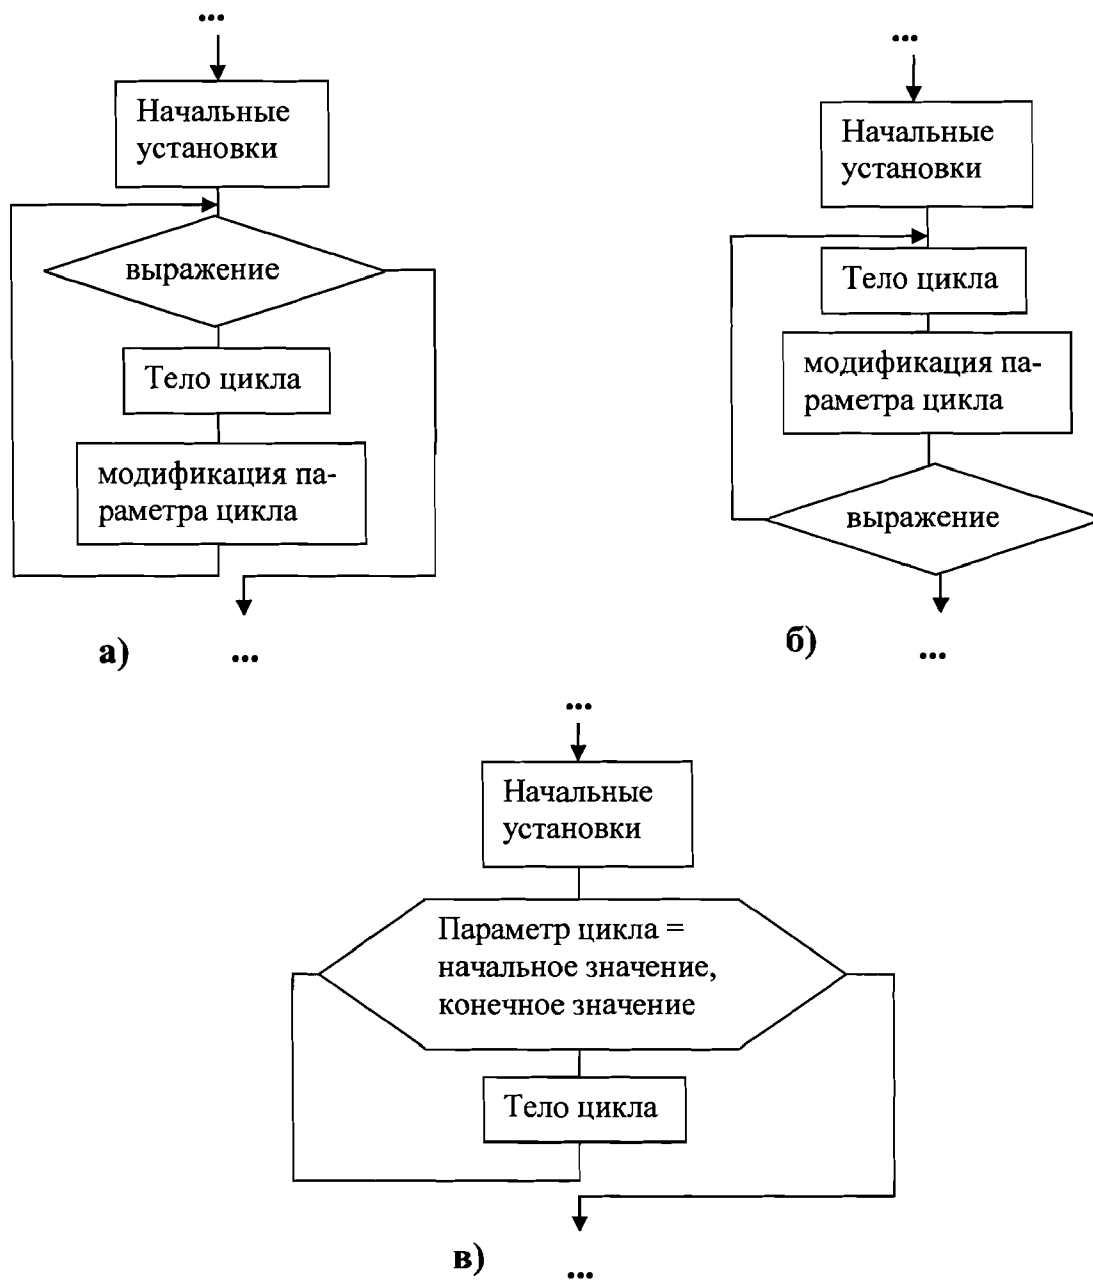 ...
Начальные
установки
выражение
Тело цикла
модификация па-
раметра цикла
а)
...
...
Начальные
установки
Тело цикла
модификация па-
раметра цикла
выражение
б)
...
...
Начальные
установки
Параметр цикла =
начальное значение,
конечное значение
Тело цикла
в)
...